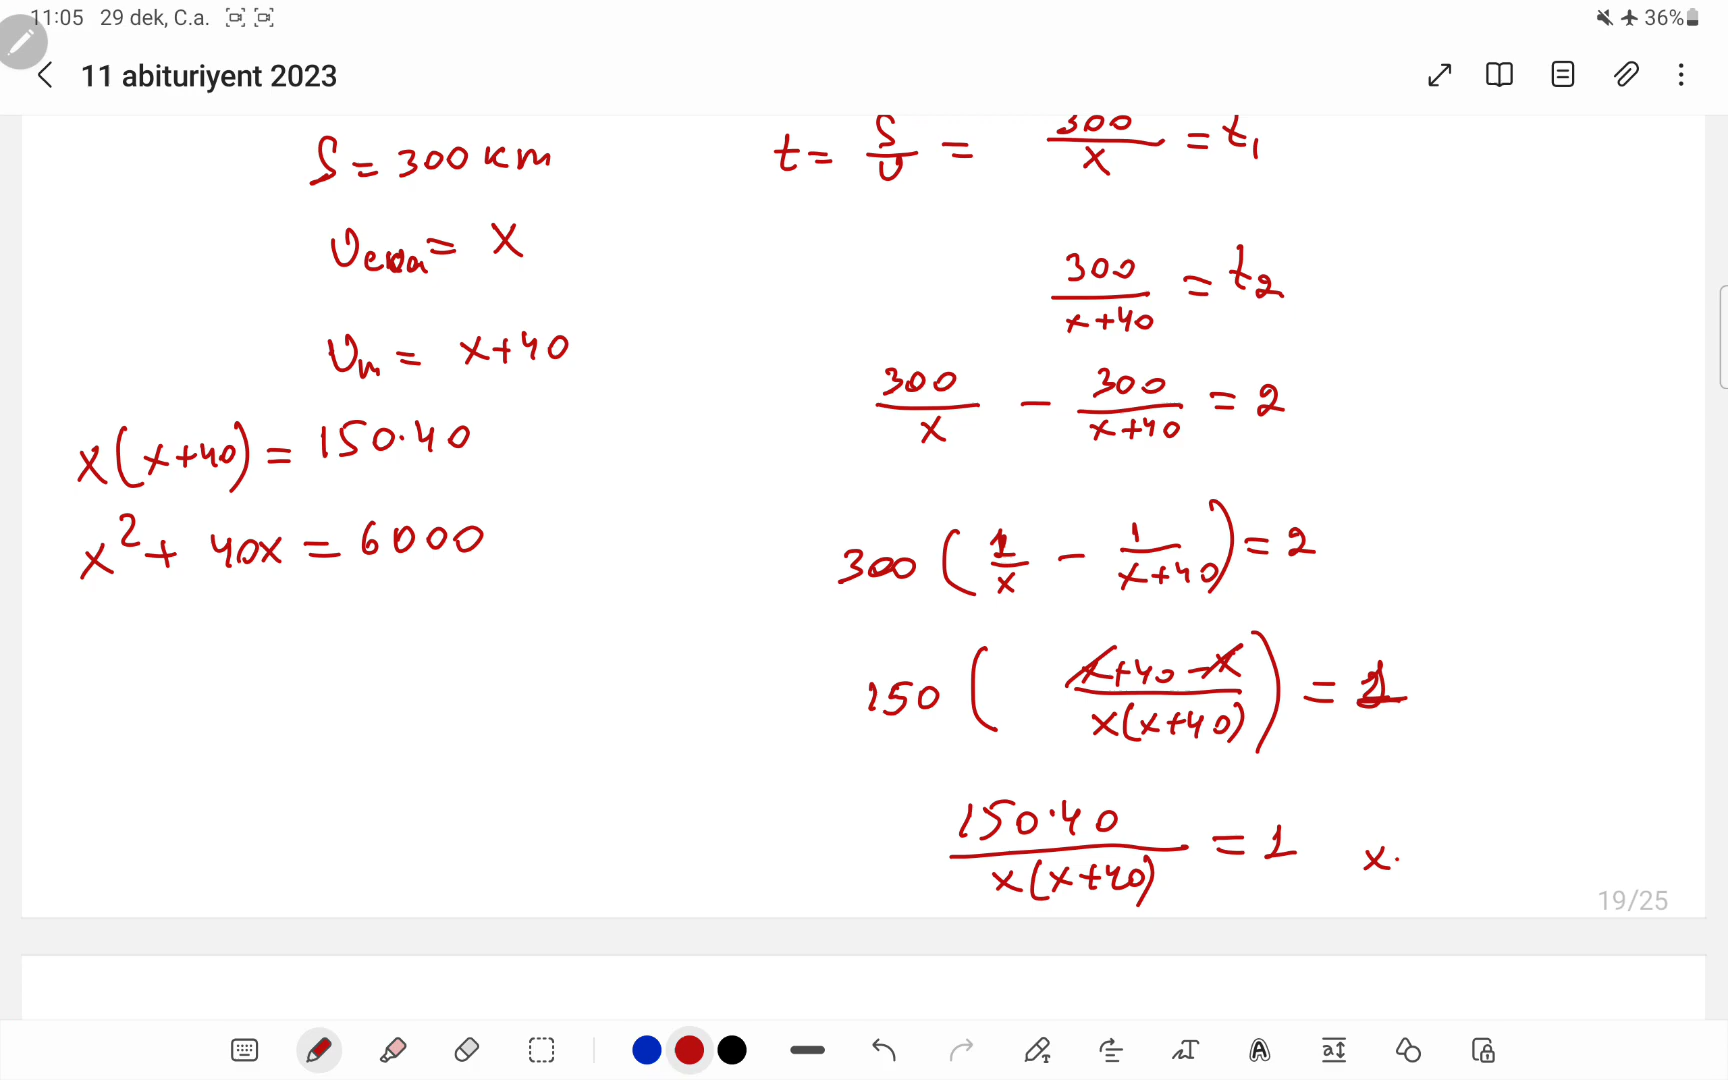 11:05 29 dek, C.a. 36%
11 abituriyent 2023
S = 300 km
t = S/v = 300/x = t₁
x
300/(x+40) = t₂
v = x+40
300/x - 300/(x+40) = 2
x(x+40) = 150·40
x² + 40x = 6000
300(1/x - 1/(x+40)) = 2
150((x+40-x)/(x(x+40))) = 1
150·40/(x(x+40)) = 1 x·
19/25